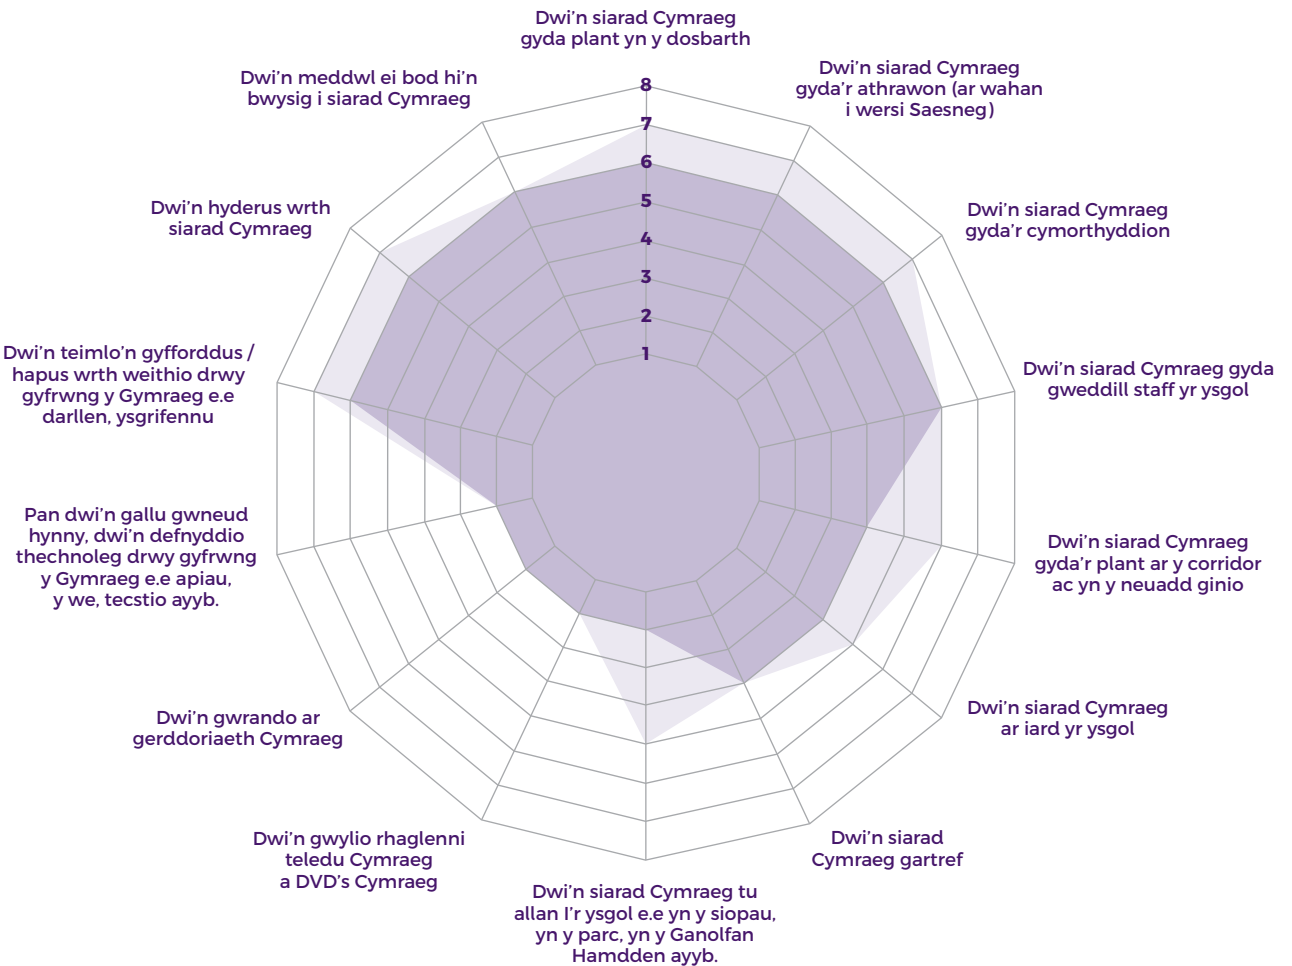 Dwi'n siarad Cymraeg
gyda plant yn y dosbarth
Dwi'n siarad Cymraeg
gyda'r athrawon (ar wahan
i wersi Saesneg)
Dwi'n siarad Cymraeg
gyda'r cymorthyddion
Dwi'n siarad Cymraeg gyda
gweddill staff yr ysgol
Dwi'n siarad Cymraeg
gyda'r plant ar y corridor
ac yn y neuadd ginio
Dwi'n siarad Cymraeg
ar iard yr ysgol
Dwi'n siarad
Cymraeg gartref
Dwi'n siarad Cymraeg tu
allan I'r ysgol e.e yn y siopau,
yn y parc, yn y Ganolfan
Hamdden ayyb.
Dwi'n gwylio rhaglenni
teledu Cymraeg
a DVD's Cymraeg
Dwi'n gwrando ar
gerddoriaeth Cymraeg
Pan dwi'n gallu gwneud
hynny, dwi'n defnyddio
thechnoleg drwy gyfrwng
y Gymraeg e.e apiau,
y we, tecstio ayyb.
Dwi'n teimlo'n gyfforddus /
hapus wrth weithio drwy
gyfrwng y Gymraeg e.e
darllen, ysgrifennu
Dwi'n hyderus wrth
siarad Cymraeg
Dwi'n meddwl ei bod hi'n
bwysig i siarad Cymraeg
8
7
6
5
4
3
2
1